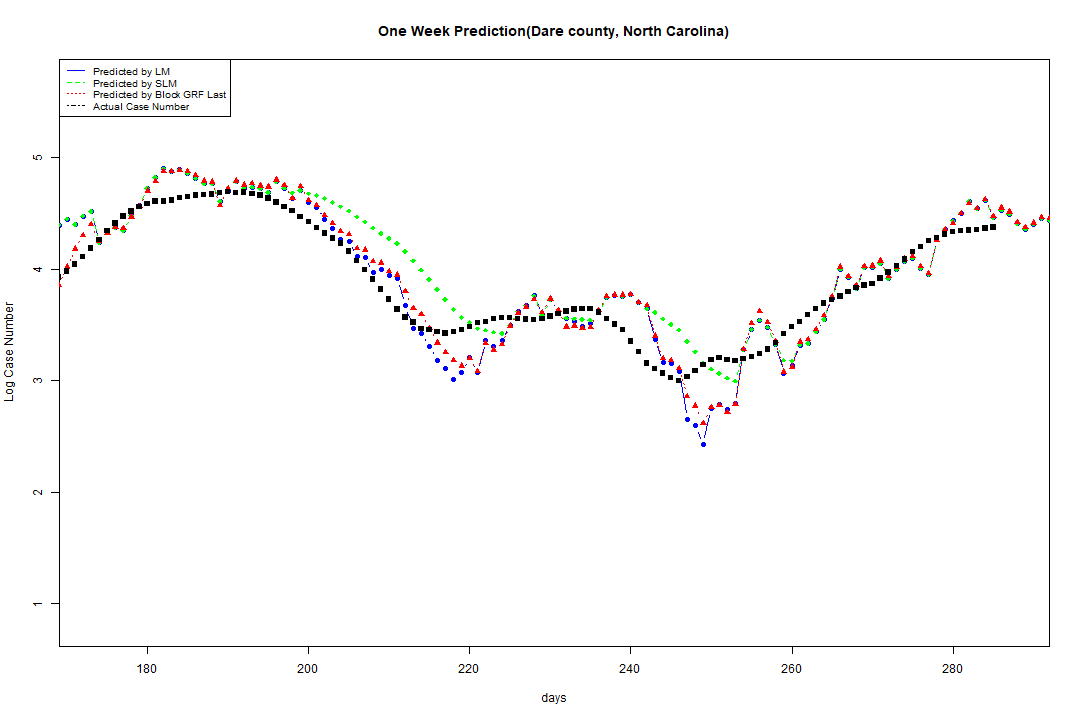 One Week Prediction(Dare county, North Carolina)
Predicted by LM
Predicted by SLM
Predicted by Block GRF Last
Actual Case Number
Log Case Number
5
4
3
2
1
180 200 220 240 260 280
days